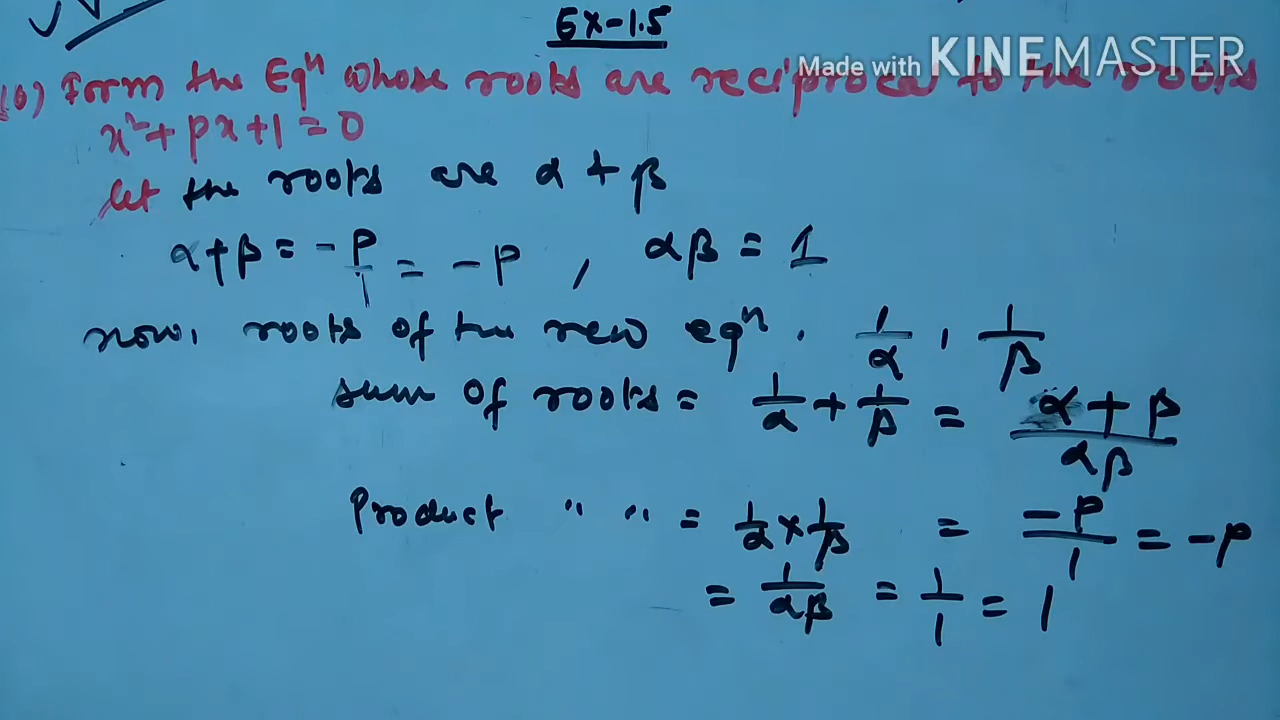 Ex-1.5
Made with KINEMASTER
(6) Form the Eqⁿ whose roots are reciprocal to the roots
x²+px+1=0
let the roots are α + β
α+β = -P/1 = -P , αβ = 1
now, roots of the new eqⁿ. 1/α , 1/β
sum of roots = 1/α + 1/β = α+β/αβ
Product " " = 1/α × 1/β = -P/1 = -P
= 1/αβ = 1/1 = 1